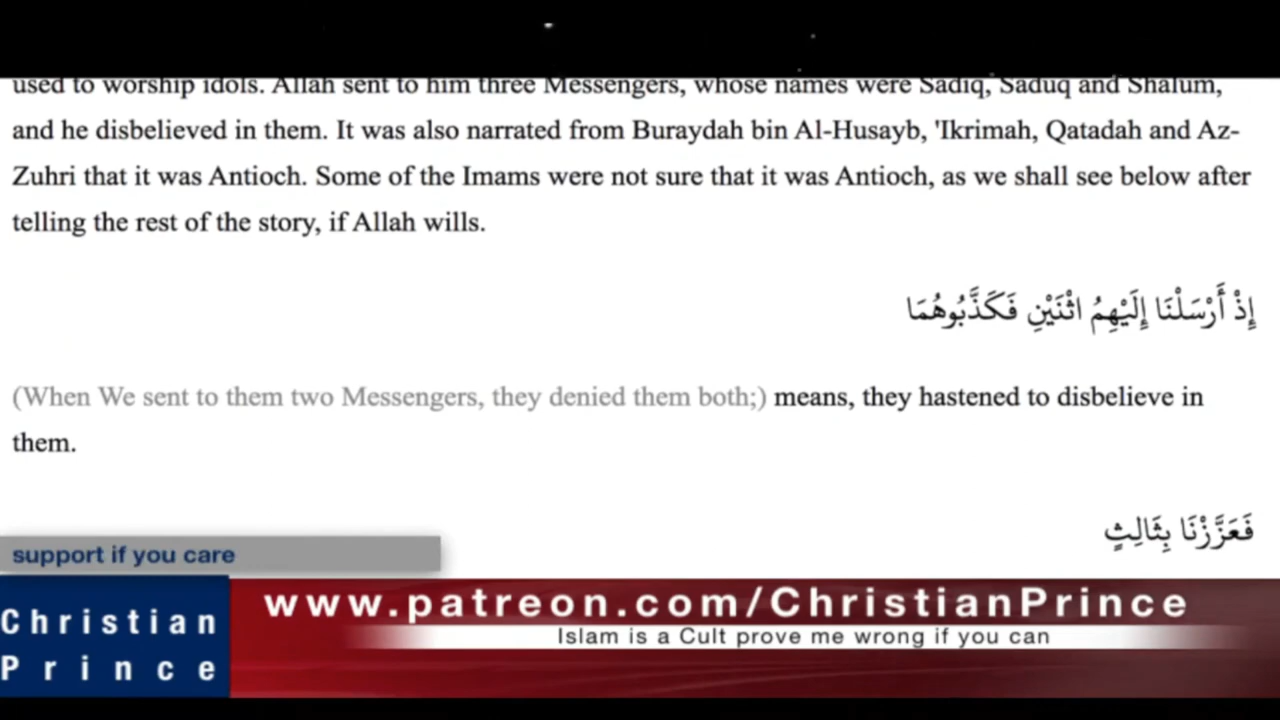 used to worship idols. Allah sent to him three Messengers, whose names were Sadiq, Saduq and Shalum,
and he disbelieved in them. It was also narrated from Buraydah bin Al-Husayb, 'Ikrimah, Qatadah and Az-
Zuhri that it was Antioch. Some of the Imams were not sure that it was Antioch, as we shall see below after
telling the rest of the story, if Allah wills.
إِذْ أَرْسَلْنَا إِلَيْهِمُ اثْنَيْنِ فَكَذَّبُوهُمَا
(When We sent to them two Messengers, they denied them both;) means, they hastened to disbelieve in
them.
فَعَزَّزْنَا بِثَالِثٍ
support if you care
Christian
Prince
www.patreon.com/ChristianPrince
Islam is a Cult prove me wrong if you can